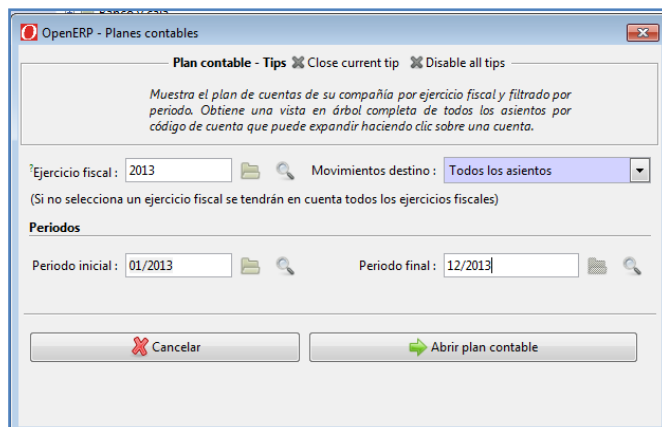 Banco y caja
OpenERP - Planes contables
Plan contable - Tips Close current tip Disable all tips
Muestra el plan de cuentas de su compañía por ejercicio fiscal y filtrado por
periodo. Obtiene una vista en árbol completa de todos los asientos por
código de cuenta que puede expandir haciendo clic sobre una cuenta.
?Ejercicio fiscal : 2013 Movimientos destino : Todos los asientos
(Si no selecciona un ejercicio fiscal se tendrán en cuenta todos los ejercicios fiscales)
Periodos
Periodo inicial : 01/2013 Periodo final : 12/2013
Cancelar Abrir plan contable